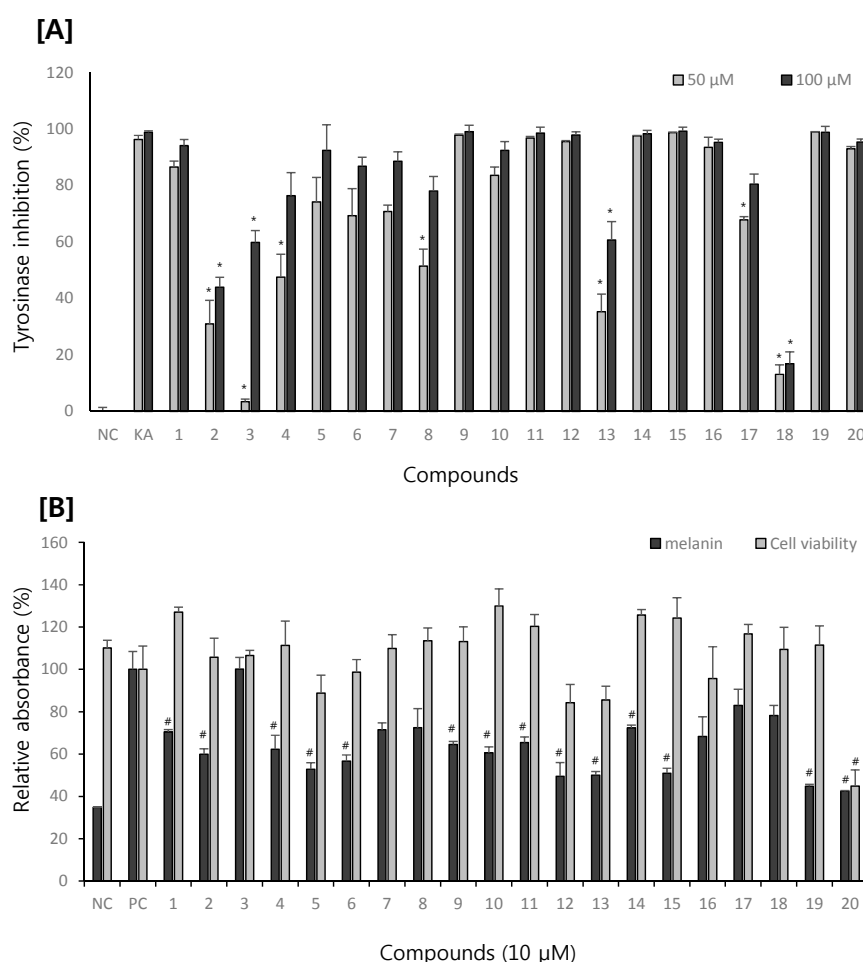 [A]
120
100
80
60
40
20
0
Tyrosinase inhibition (%)
50 μM 100 μM
* * * * * * * * * * *
NC KA 1 2 3 4 5 6 7 8 9 10 11 12 13 14 15 16 17 18 19 20
Compounds
[B]
160
140
120
100
80
60
40
20
0
Relative absorbance (%)
melanin Cell viability
# # # # # # # # # # # # # # #
NC PC 1 2 3 4 5 6 7 8 9 10 11 12 13 14 15 16 17 18 19 20
Compounds (10 μM)